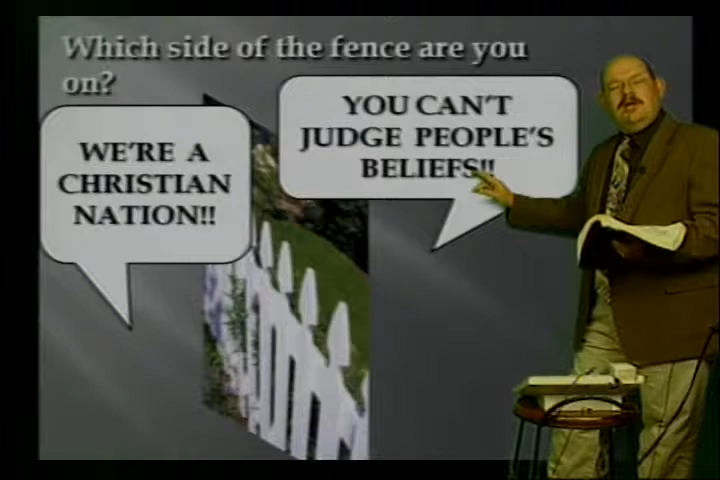 Which side of the fence are you
on?
WE'RE A
CHRISTIAN
NATION!!
YOU CAN'T
JUDGE PEOPLE'S
BELIEFS!!